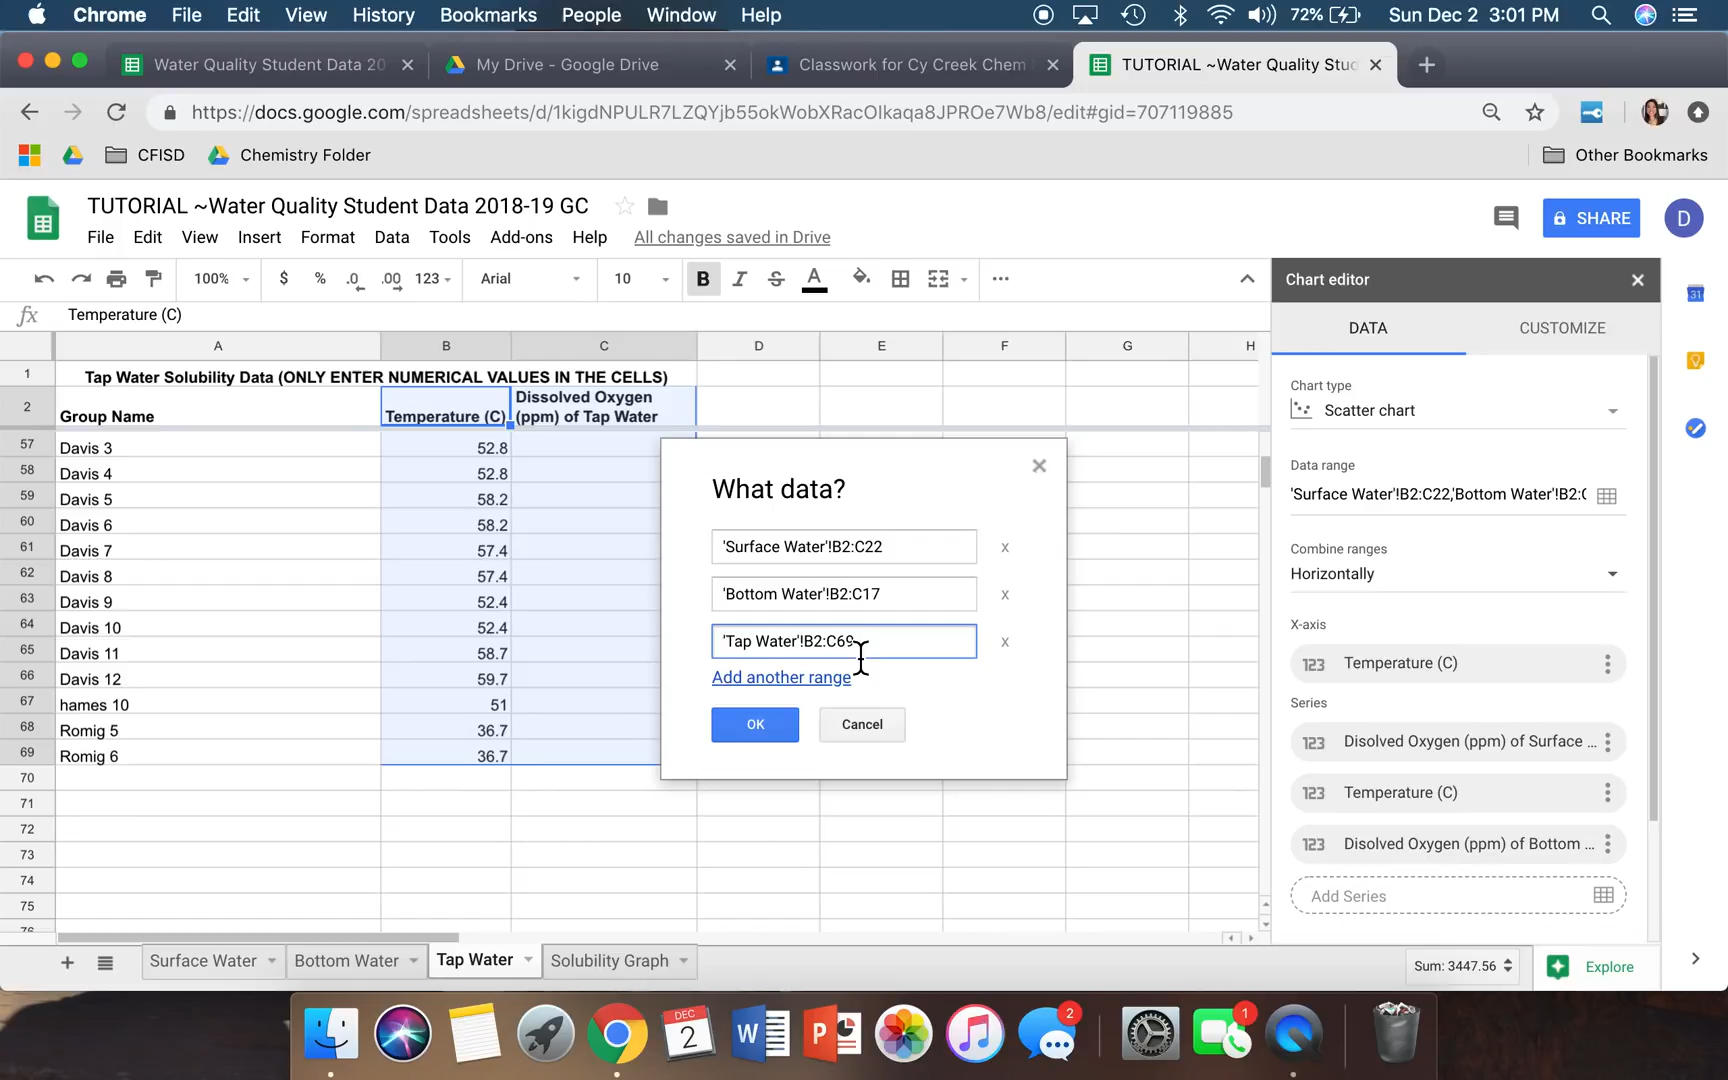 Chrome File Edit View History Bookmarks People Window Help 72% Sun Dec 2 3:01 PM
Water Quality Student Data 20 My Drive - Google Drive Classwork for Cy Creek Chem TUTORIAL ~Water Quality Stud
https://docs.google.com/spreadsheets/d/1kigdNPULR7LZQYjb55okWobXRacOlkaqa8JPROe7Wb8/edit#gid=707119885
CFISD Chemistry Folder Other Bookmarks
TUTORIAL ~Water Quality Student Data 2018-19 GC
SHARE D
File Edit View Insert Format Data Tools Add-ons Help All changes saved in Drive
100% $ % .0 .00 123 Arial 10 B I S A
fx Temperature (C)
A B C D E F G H
1 Tap Water Solubility Data (ONLY ENTER NUMERICAL VALUES IN THE CELLS)
2 Group Name Temperature (C) Dissolved Oxygen
(ppm) of Tap Water
57 Davis 3 52.8
58 Davis 4 52.8
59 Davis 5 58.2
60 Davis 6 58.2
61 Davis 7 57.4
62 Davis 8 57.4
63 Davis 9 52.4
64 Davis 10 52.4
65 Davis 11 58.7
66 Davis 12 59.7
67 hames 10 51
68 Romig 5 36.7
69 Romig 6 36.7
70
71
72
73
74
75
76
What data?
'Surface Water'!B2:C22 x
'Bottom Water'!B2:C17 x
'Tap Water'!B2:C69 x
Add another range
OK Cancel
Chart editor
DATA CUSTOMIZE
Chart type
Scatter chart
Data range
'Surface Water'!B2:C22,'Bottom Water'!B2:C
Combine ranges
Horizontally
X-axis
123 Temperature (C)
Series
123 Disolved Oxygen (ppm) of Surface ...
123 Temperature (C)
123 Disolved Oxygen (ppm) of Bottom ...
Add Series
31
+ Surface Water Bottom Water Tap Water Solubility Graph Sum: 3447.56 Explore
DEC
2
W
P
2
1